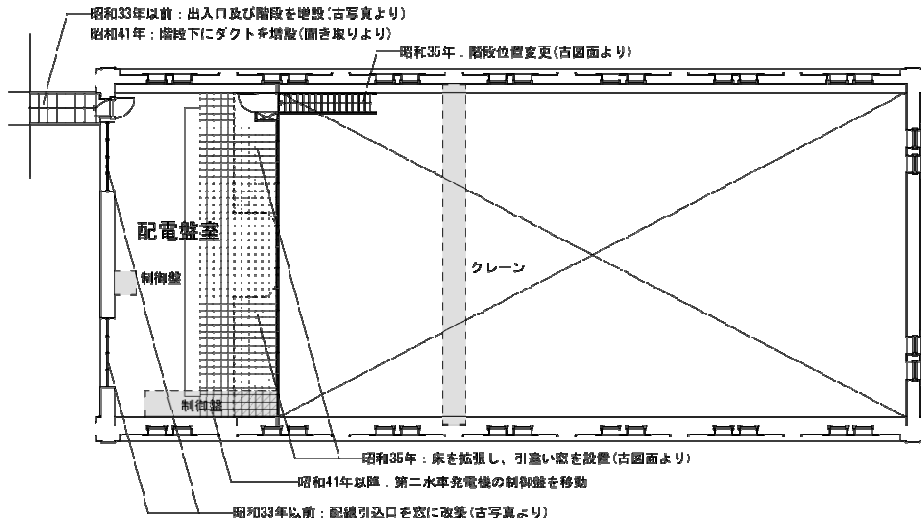 昭和33年以前：出入口及び階段を増設(古写真より)
昭和41年：階段下にダクトを増設(聞き取りより)
昭和35年：階段位置変更(古図面より)
配電盤室
制御盤
クレーン
制御盤
昭和35年：床を拡張し、引違い窓を設置(古図面より)
昭和41年以降：第二水車発電機の制御盤を移動
昭和33年以前：配線引込口を窓に改築(古写真より)